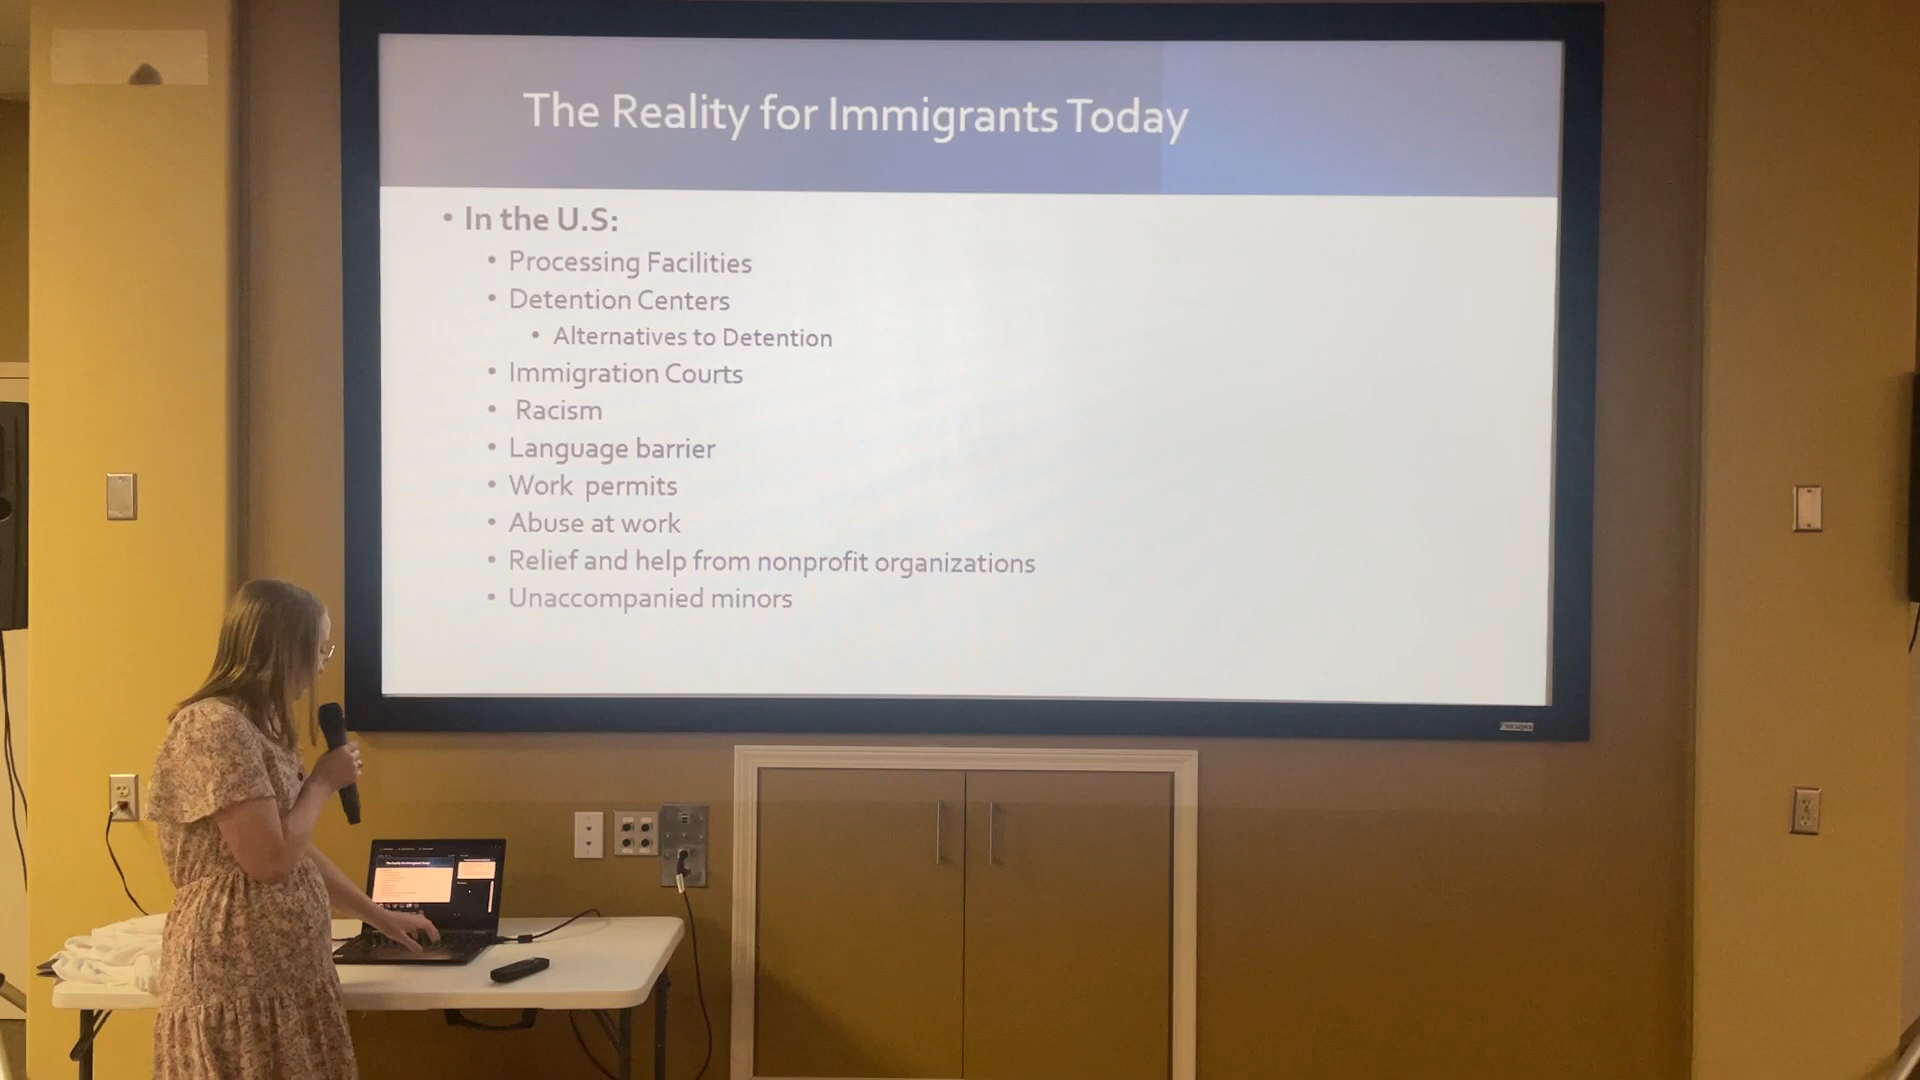 The Reality for Immigrants Today
• In the U.S:
• Processing Facilities
• Detention Centers
• Alternatives to Detention
• Immigration Courts
• Racism
• Language barrier
• Work permits
• Abuse at work
• Relief and help from nonprofit organizations
• Unaccompanied minors